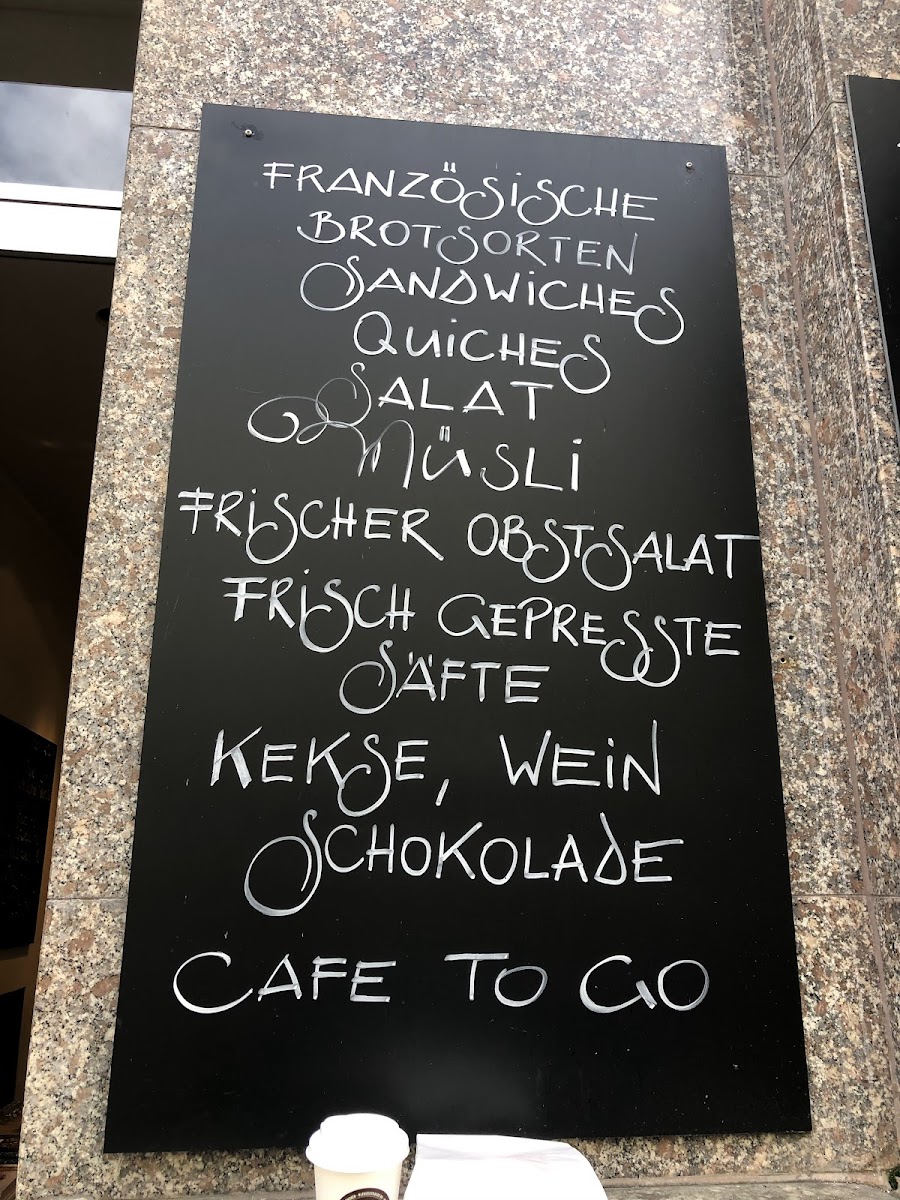 FRANZÖSISCHE
BROTSORTEN
SANDWICHES
QUICHES
SALAT
MÜSLI
FRISCHER OBSTSALAT
FRISCH GEPRESSTE
SÄFTE
KEKSE, WEIN
SCHOKOLADE
CAFE TO GO